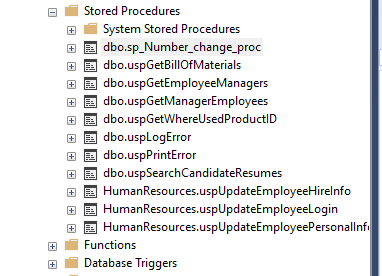 Stored Procedures
System Stored Procedures
dbo.sp_Number_change_proc
dbo.uspGetBillOfMaterials
dbo.uspGetEmployeeManagers
dbo.uspGetManagerEmployees
dbo.uspGetWhereUsedProductID
dbo.uspLogError
dbo.uspPrintError
dbo.uspSearchCandidateResumes
HumanResources.uspUpdateEmployeeHireInfo
HumanResources.uspUpdateEmployeeLogin
HumanResources.uspUpdateEmployeePersonalInfo
Functions
Database Triggers